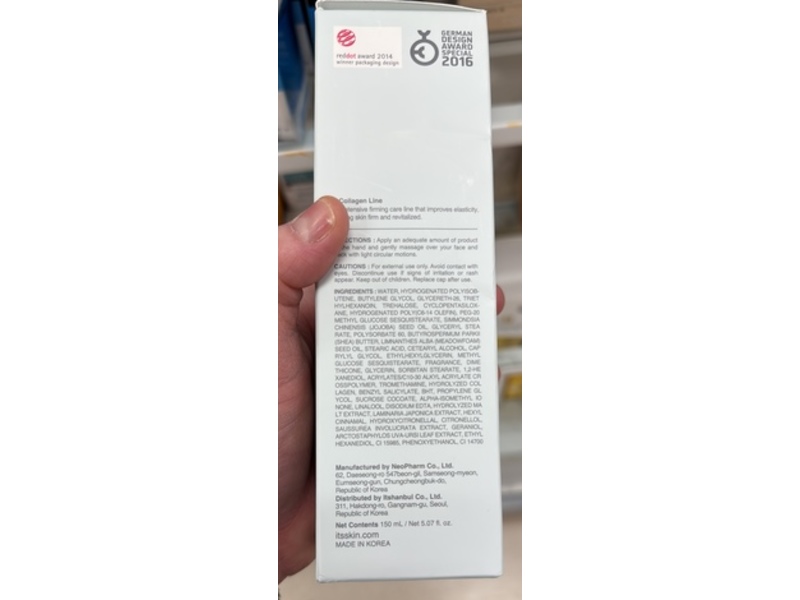 reddot award 2014
winner packaging design
GERMAN
DESIGN
AWARD
SPECIAL
2016
Collagen Line
tensive firming care line that improves elasticity,
g skin firm and revitalized.
CTIONS : Apply an adequate amount of product
the hand and gently massage over your face and
with light circular motions.
CAUTIONS : For external use only. Avoid contact with
eyes. Discontinue use if signs of irritation or rash
appear. Keep out of children. Replace cap after use.
INGREDIENTS : WATER, HYDROGENATED POLYISOB-
UTENE, BUTYLENE GLYCOL, GLYCERETH-26, TRIET
HYLHEXANOIN, TREHALOSE, CYCLOPENTASILOX-
ANE, HYDROGENATED POLY(C6-14 OLEFIN), PEG-20
METHYL GLUCOSE SESQUISTEARATE, SIMMONDSIA
CHINENSIS (JOJOBA) SEED OIL, GLYCERYL STEA
RATE, POLYSORBATE 60, BUTYROSPERMUM PARKII
(SHEA) BUTTER, LIMNANTHES ALBA (MEADOWFOAM)
SEED OIL, STEARIC ACID, CETEARYL ALCOHOL, CAP
RYLYL GLYCOL, ETHYLHEXYLGLYCERIN, METHYL
GLUCOSE SESQUISTEARATE, FRAGRANCE, DIME
THICONE, GLYCERIN, SORBITAN STEARATE, 1,2-HE
XANEDIOL, ACRYLATES/C10-30 ALKYL ACRYLATE CR
OSSPOLYMER, TROMETHAMINE, HYDROLYZED COL
LAGEN, BENZYL SALICYLATE, BHT, PROPYLENE GL
YCOL, SUCROSE COCOATE, ALPHA-ISOMETHYL IO
NONE, LINALOOL, DISODIUM EDTA, HYDROLYZED MA
LT EXTRACT, LAMINARIA JAPONICA EXTRACT, HEXYL
CINNAMAL, HYDROXYCITRONELLAL, CITRONELLOL,
SAUSSUREA INVOLUCRATA EXTRACT, GERANIOL,
ARCTOSTAPHYLOS UVA-URSI LEAF EXTRACT, ETHYL
HEXANEDIOL, CI 15985, PHENOXYETHANOL, CI 14700
Manufactured by NeoPharm Co., Ltd.
62, Daeseong-ro 547beon-gil, Samseong-myeon,
Eumseong-gun, Chungcheongbuk-do,
Republic of Korea
Distributed by Itshanbul Co., Ltd.
311, Hakdong-ro, Gangnam-gu, Seoul,
Republic of Korea
Net Contents 150 mL / Net 5.07 fl. oz.
itsskin.com
MADE IN KOREA